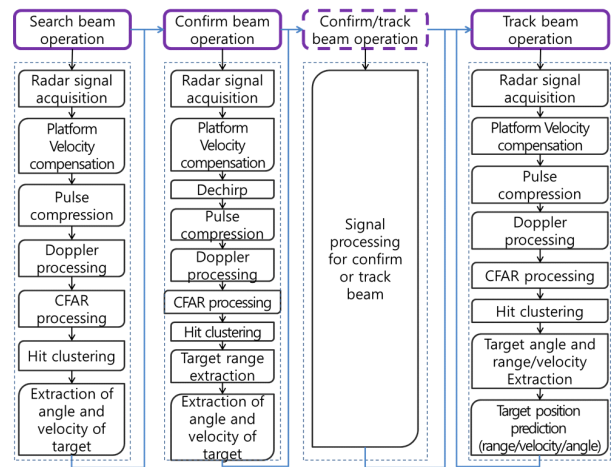 Search beam
operation
Radar signal
acquisition
Platform
Velocity
compensation
Pulse
compression
Doppler
processing
CFAR
processing
Hit clustering
Extraction of
angle and
velocity of
target
Confirm beam
operation
Radar signal
acquisition
Platform
Velocity
compensation
Dechirp
Pulse
compression
Doppler
processing
CFAR processing
Hit clustering
Target range
extraction
Extraction of
angle and
velocity of
target
Confirm/track
beam operation
Signal
processing
for confirm
or track
beam
Track beam
operation
Radar signal
acquisition
Platform Velocity
compensation
Pulse
compression
Doppler
processing
CFAR processing
Hit clustering
Target angle and
range/velocity
Extraction
Target position
prediction
(range/velocity/angle)